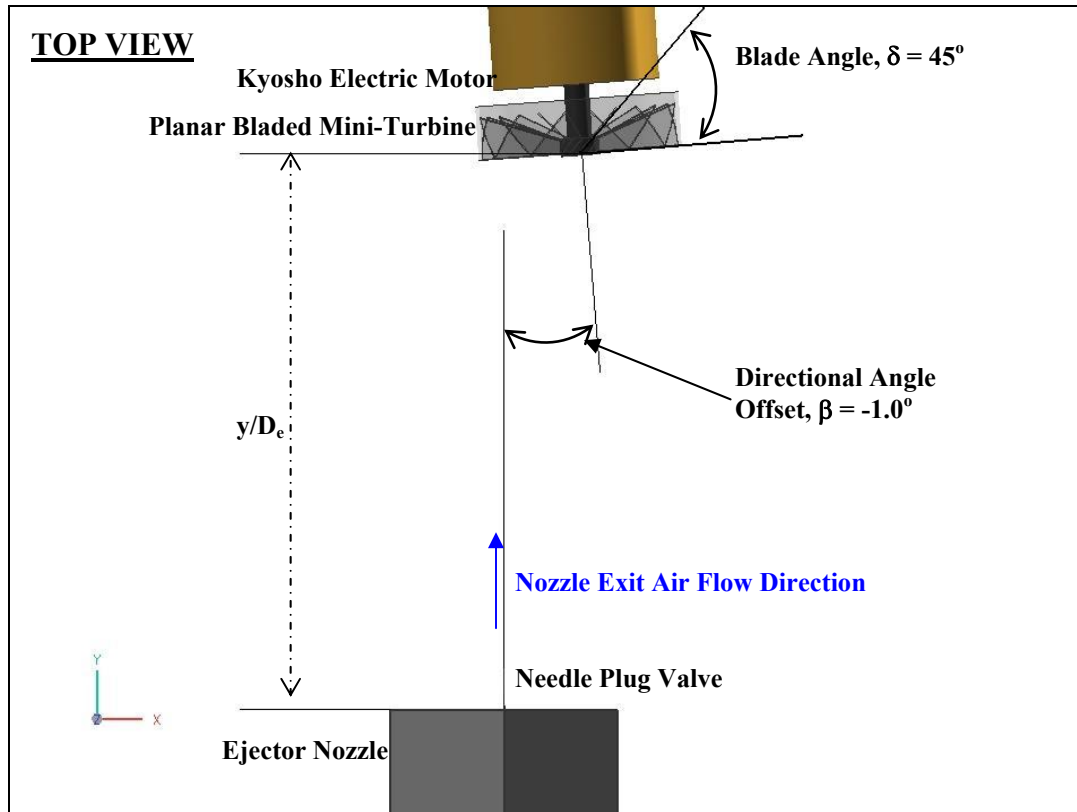 TOP VIEW
Kyosho Electric Motor
Blade Angle, δ = 45°
Planar Bladed Mini-Turbine
Directional Angle
Offset, β = -1.0°
y/Dₑ
Nozzle Exit Air Flow Direction
Needle Plug Valve
Y
Z
X
Ejector Nozzle